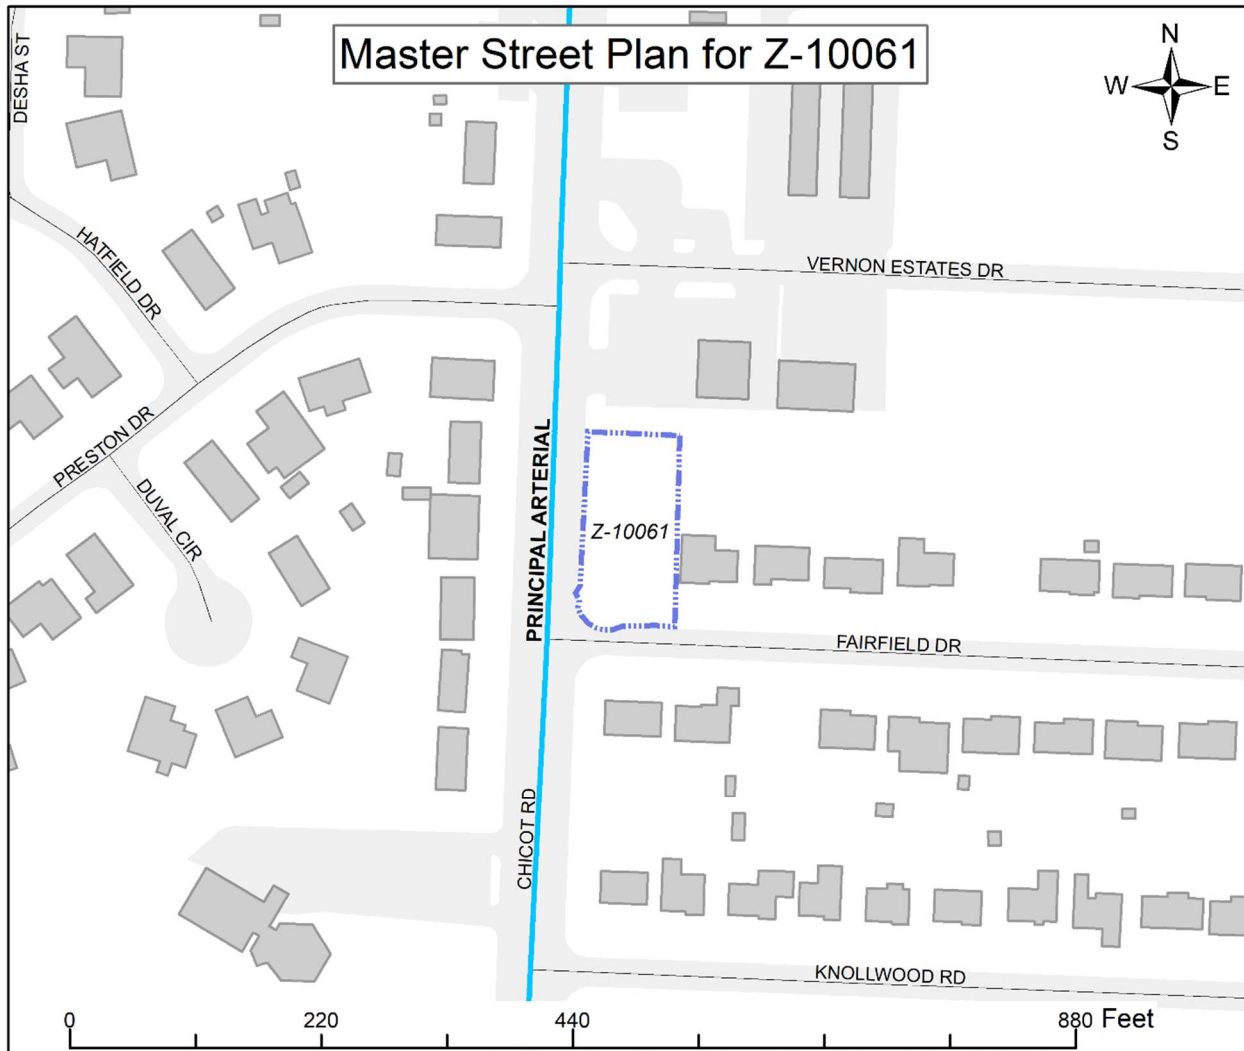 Master Street Plan for Z-10061
N
W E
S
DESHA ST
HATFIELD DR
VERNON ESTATES DR
PRESTON DR
DUVAL CIR
PRINCIPAL ARTERIAL
Z-10061
FAIRFIELD DR
CHICOT RD
KNOLLWOOD RD
0 220 440 880 Feet